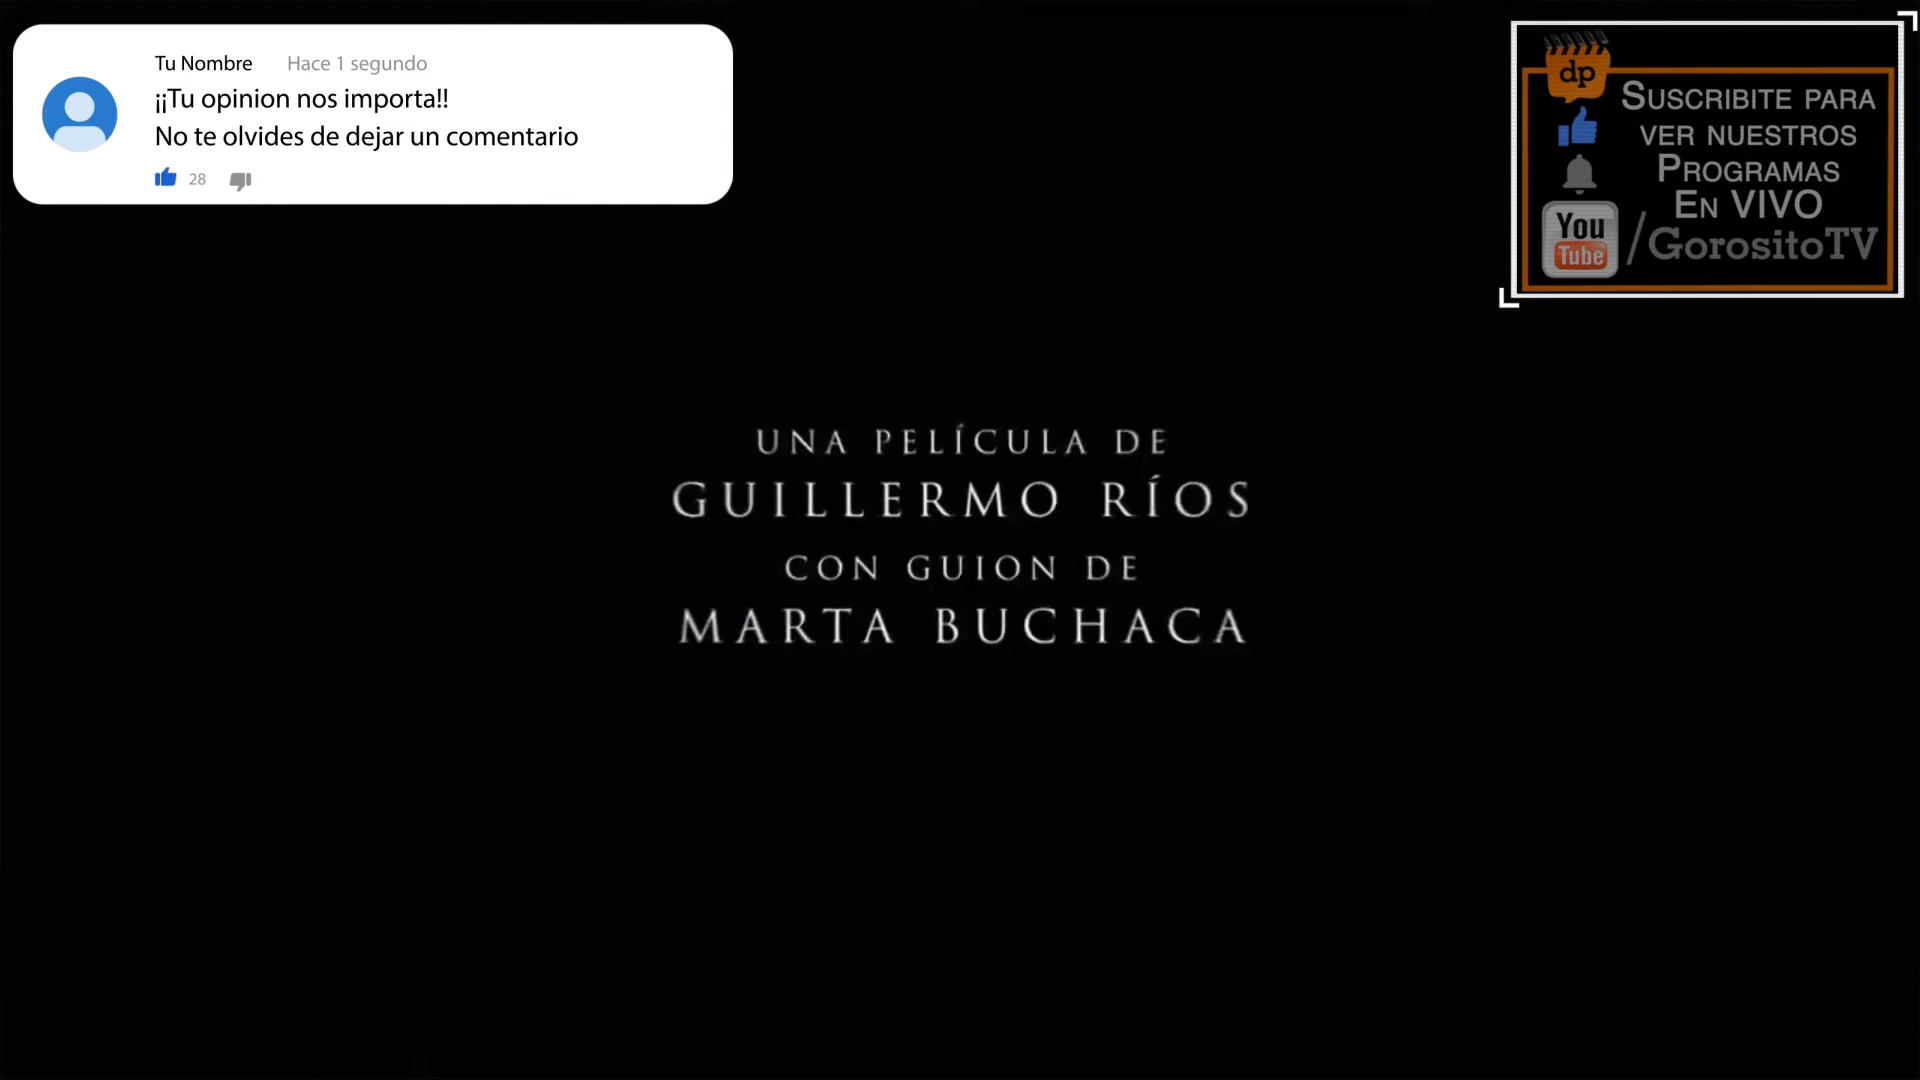 Tu Nombre Hace 1 segundo
¡¡Tu opinion nos importa!!
No te olvides de dejar un comentario
28
dp
SUSCRIBITE PARA
VER NUESTROS
PROGRAMAS
EN VIVO
You
Tube
/GorositoTV
UNA PELÍCULA DE
GUILLERMO RÍOS
CON GUION DE
MARTA BUCHACA